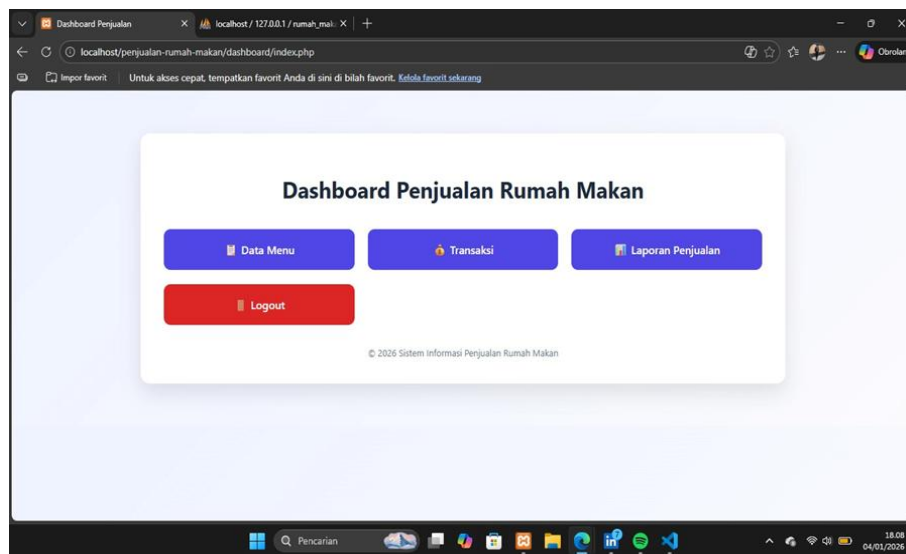 Dashboard Penjualan
localhost / 127.0.0.1 / rumah_mak
localhost/penjualan-rumah-makan/dashboard/index.php
Obrolan
Impor favorit
Untuk akses cepat, tempatkan favorit Anda di sini di bilah favorit. Kelola favorit sekarang
Dashboard Penjualan Rumah Makan
Data Menu
Transaksi
Laporan Penjualan
Logout
© 2026 Sistem Informasi Penjualan Rumah Makan
Pencarian
18.08
04/01/2026